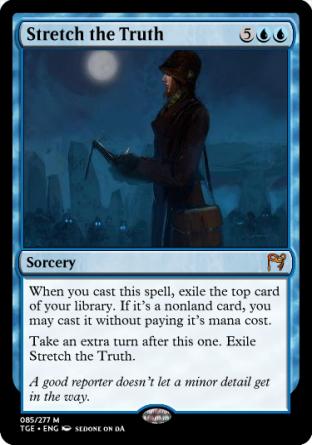 Stretch the Truth 5
Sorcery
When you cast this spell, exile the top card
of your library. If it's a nonland card, you
may cast it without paying it's mana cost.
Take an extra turn after this one. Exile
Stretch the Truth.
A good reporter doesn't let a minor detail get
in the way.
085/277 M
TGE • ENG SEDONE ON dA